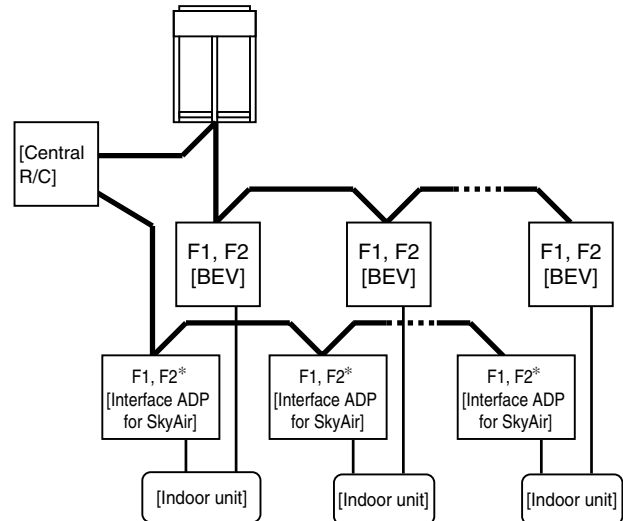 [Central
R/C]
F1, F2
[BEV]
F1, F2
[BEV]
F1, F2
[BEV]
F1, F2*
[Interface ADP
for SkyAir]
F1, F2*
[Interface ADP
for SkyAir]
F1, F2*
[Interface ADP
for SkyAir]
[Indoor unit]
[Indoor unit]
[Indoor unit]